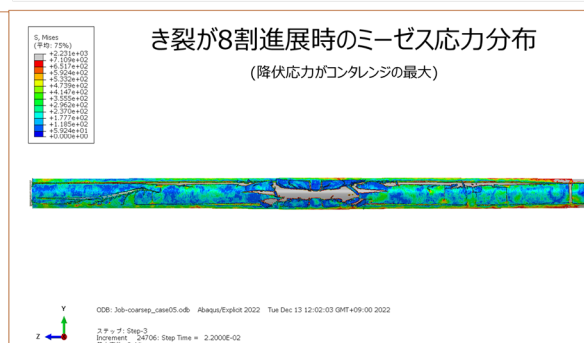 き裂が8割進展時のミーゼス応力分布
(降伏応力がコンタレンジの最大)
S, Mises
(平均: 75%)
+2.231e+03
+7.109e+02
+6.517e+02
+5.924e+02
+5.332e+02
+4.739e+02
+4.147e+02
+3.555e+02
+2.962e+02
+2.370e+02
+1.777e+02
+1.185e+02
+5.924e+01
+0.000e+00
Y
Z
ODB: Job-coarsep_case05.odb Abaqus/Explicit 2022 Tue Dec 13 12:02:03 GMT+09:00 2022
ステップ: Step-3
Increment 24706: Step Time = 2.2000E-02